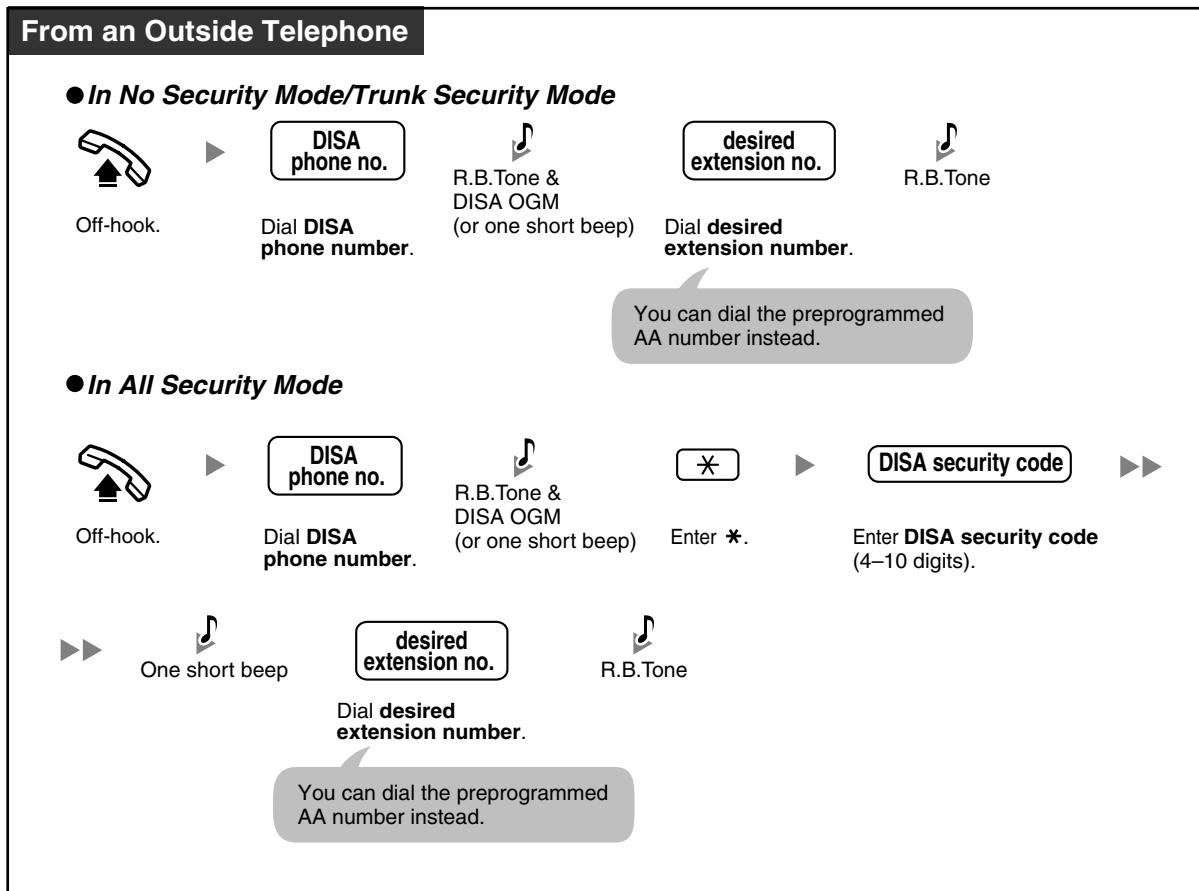 From an Outside Telephone
●In No Security Mode/Trunk Security Mode
DISA
phone no.
desired
extension no.
R.B.Tone &
DISA OGM
(or one short beep)
R.B.Tone
Off-hook.
Dial DISA
phone number.
Dial desired
extension number.
You can dial the preprogrammed
AA number instead.
●In All Security Mode
DISA
phone no.
R.B.Tone &
DISA OGM
(or one short beep)
*
DISA security code
Off-hook.
Dial DISA
phone number.
Enter *.
Enter DISA security code
(4–10 digits).
One short beep
desired
extension no.
R.B.Tone
Dial desired
extension number.
You can dial the preprogrammed
AA number instead.